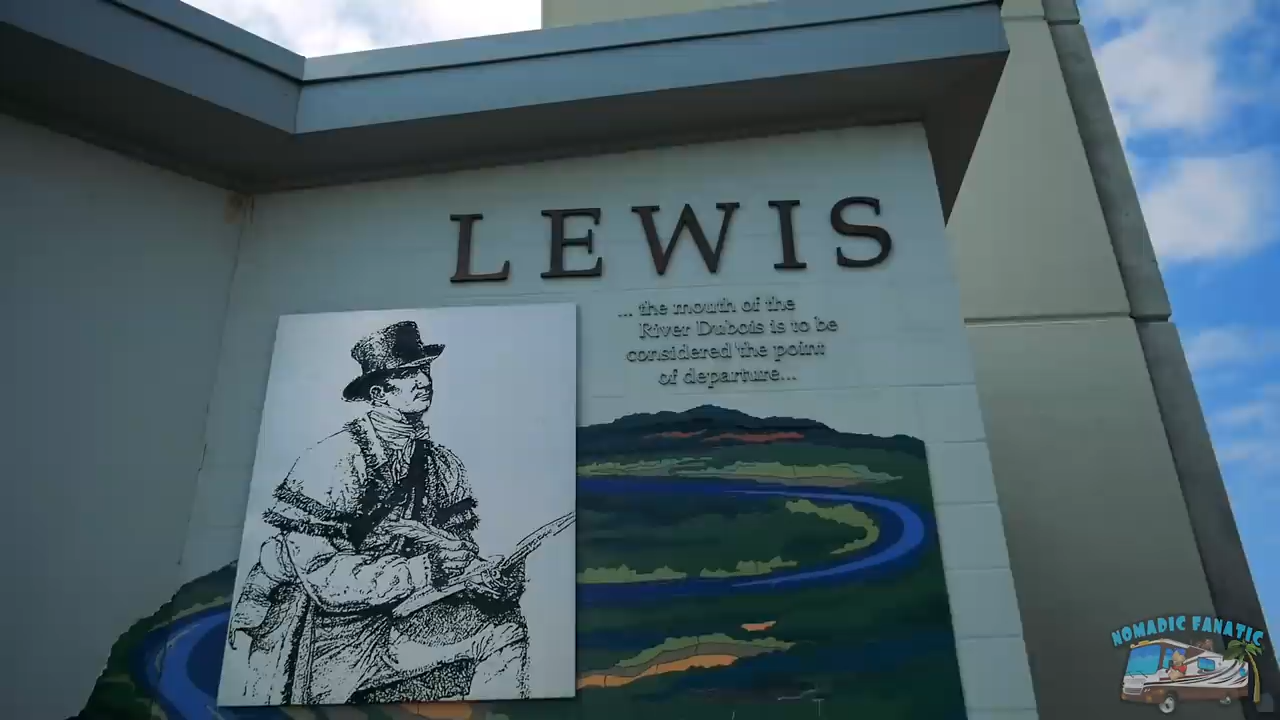 LEWIS
... the mouth of the
River Dubois is to be
considered the point
of departure...
NOMADIC FANATIC